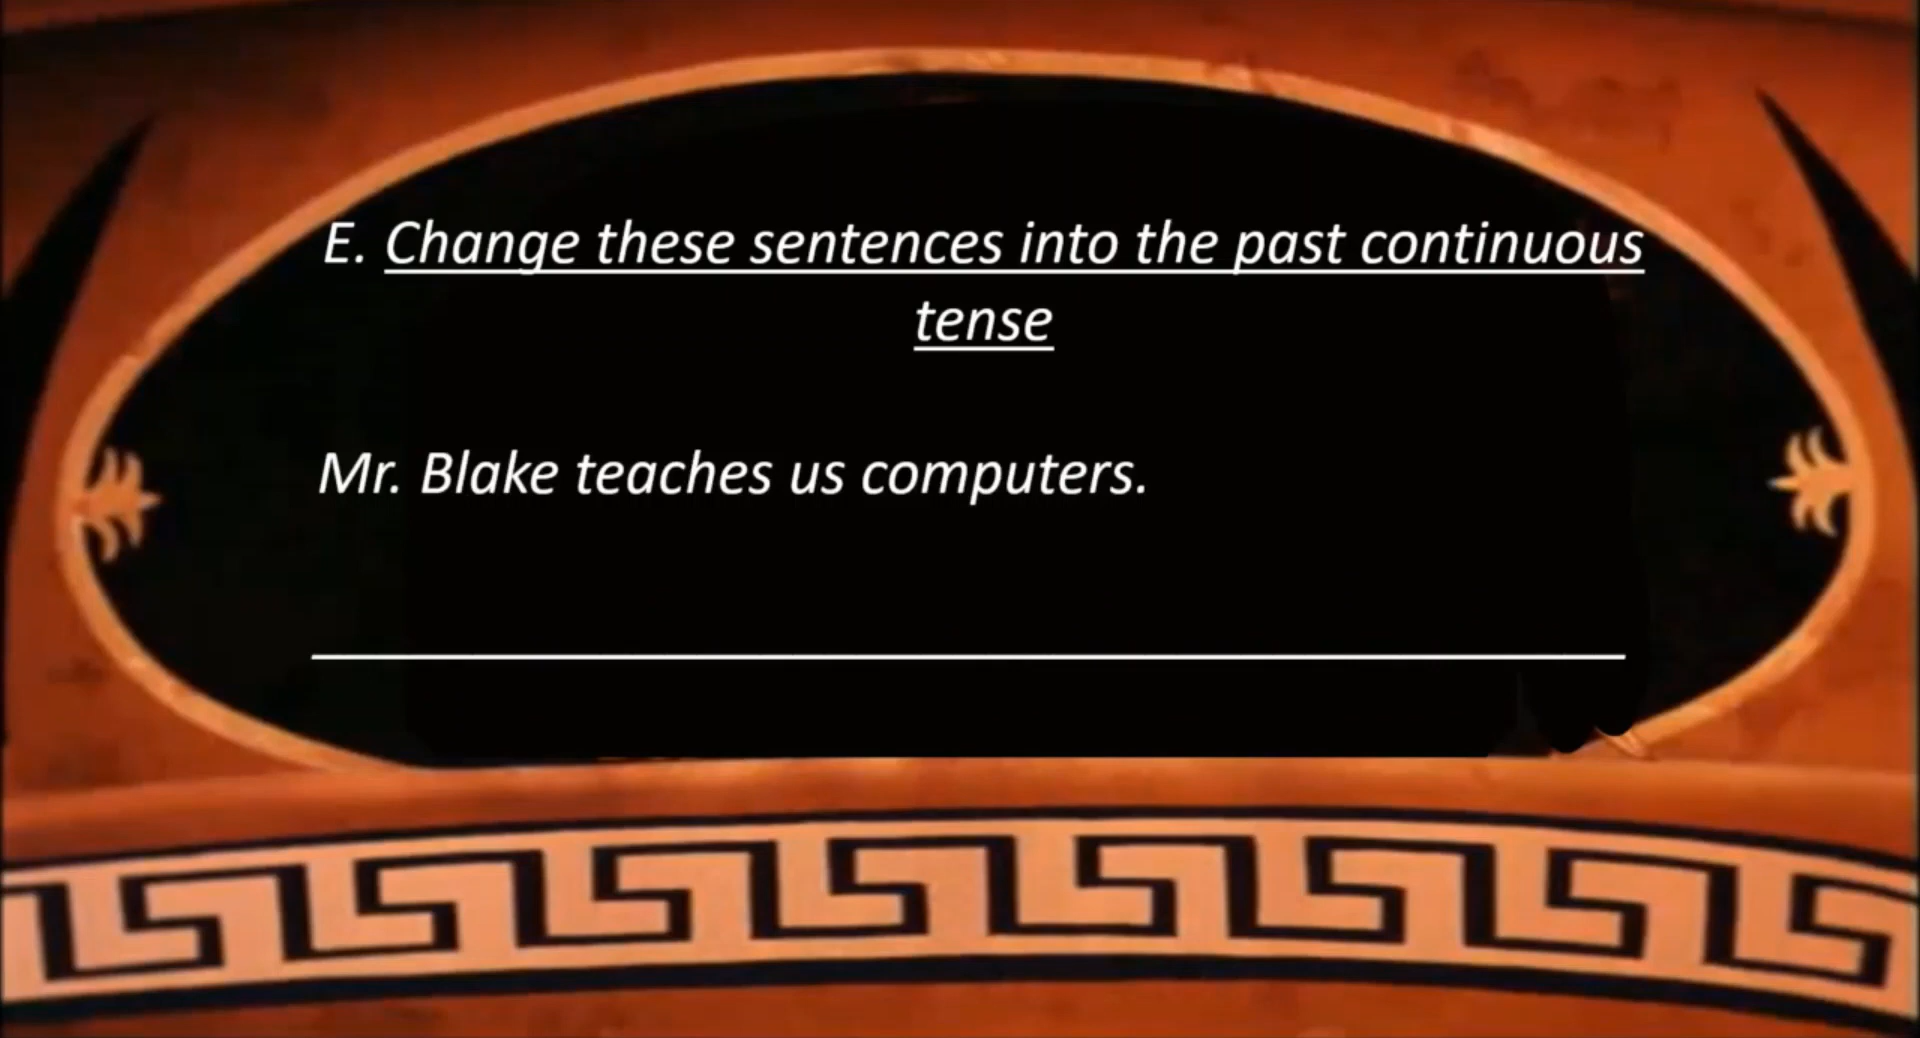 E. Change these sentences into the past continuous
tense
Mr. Blake teaches us computers.